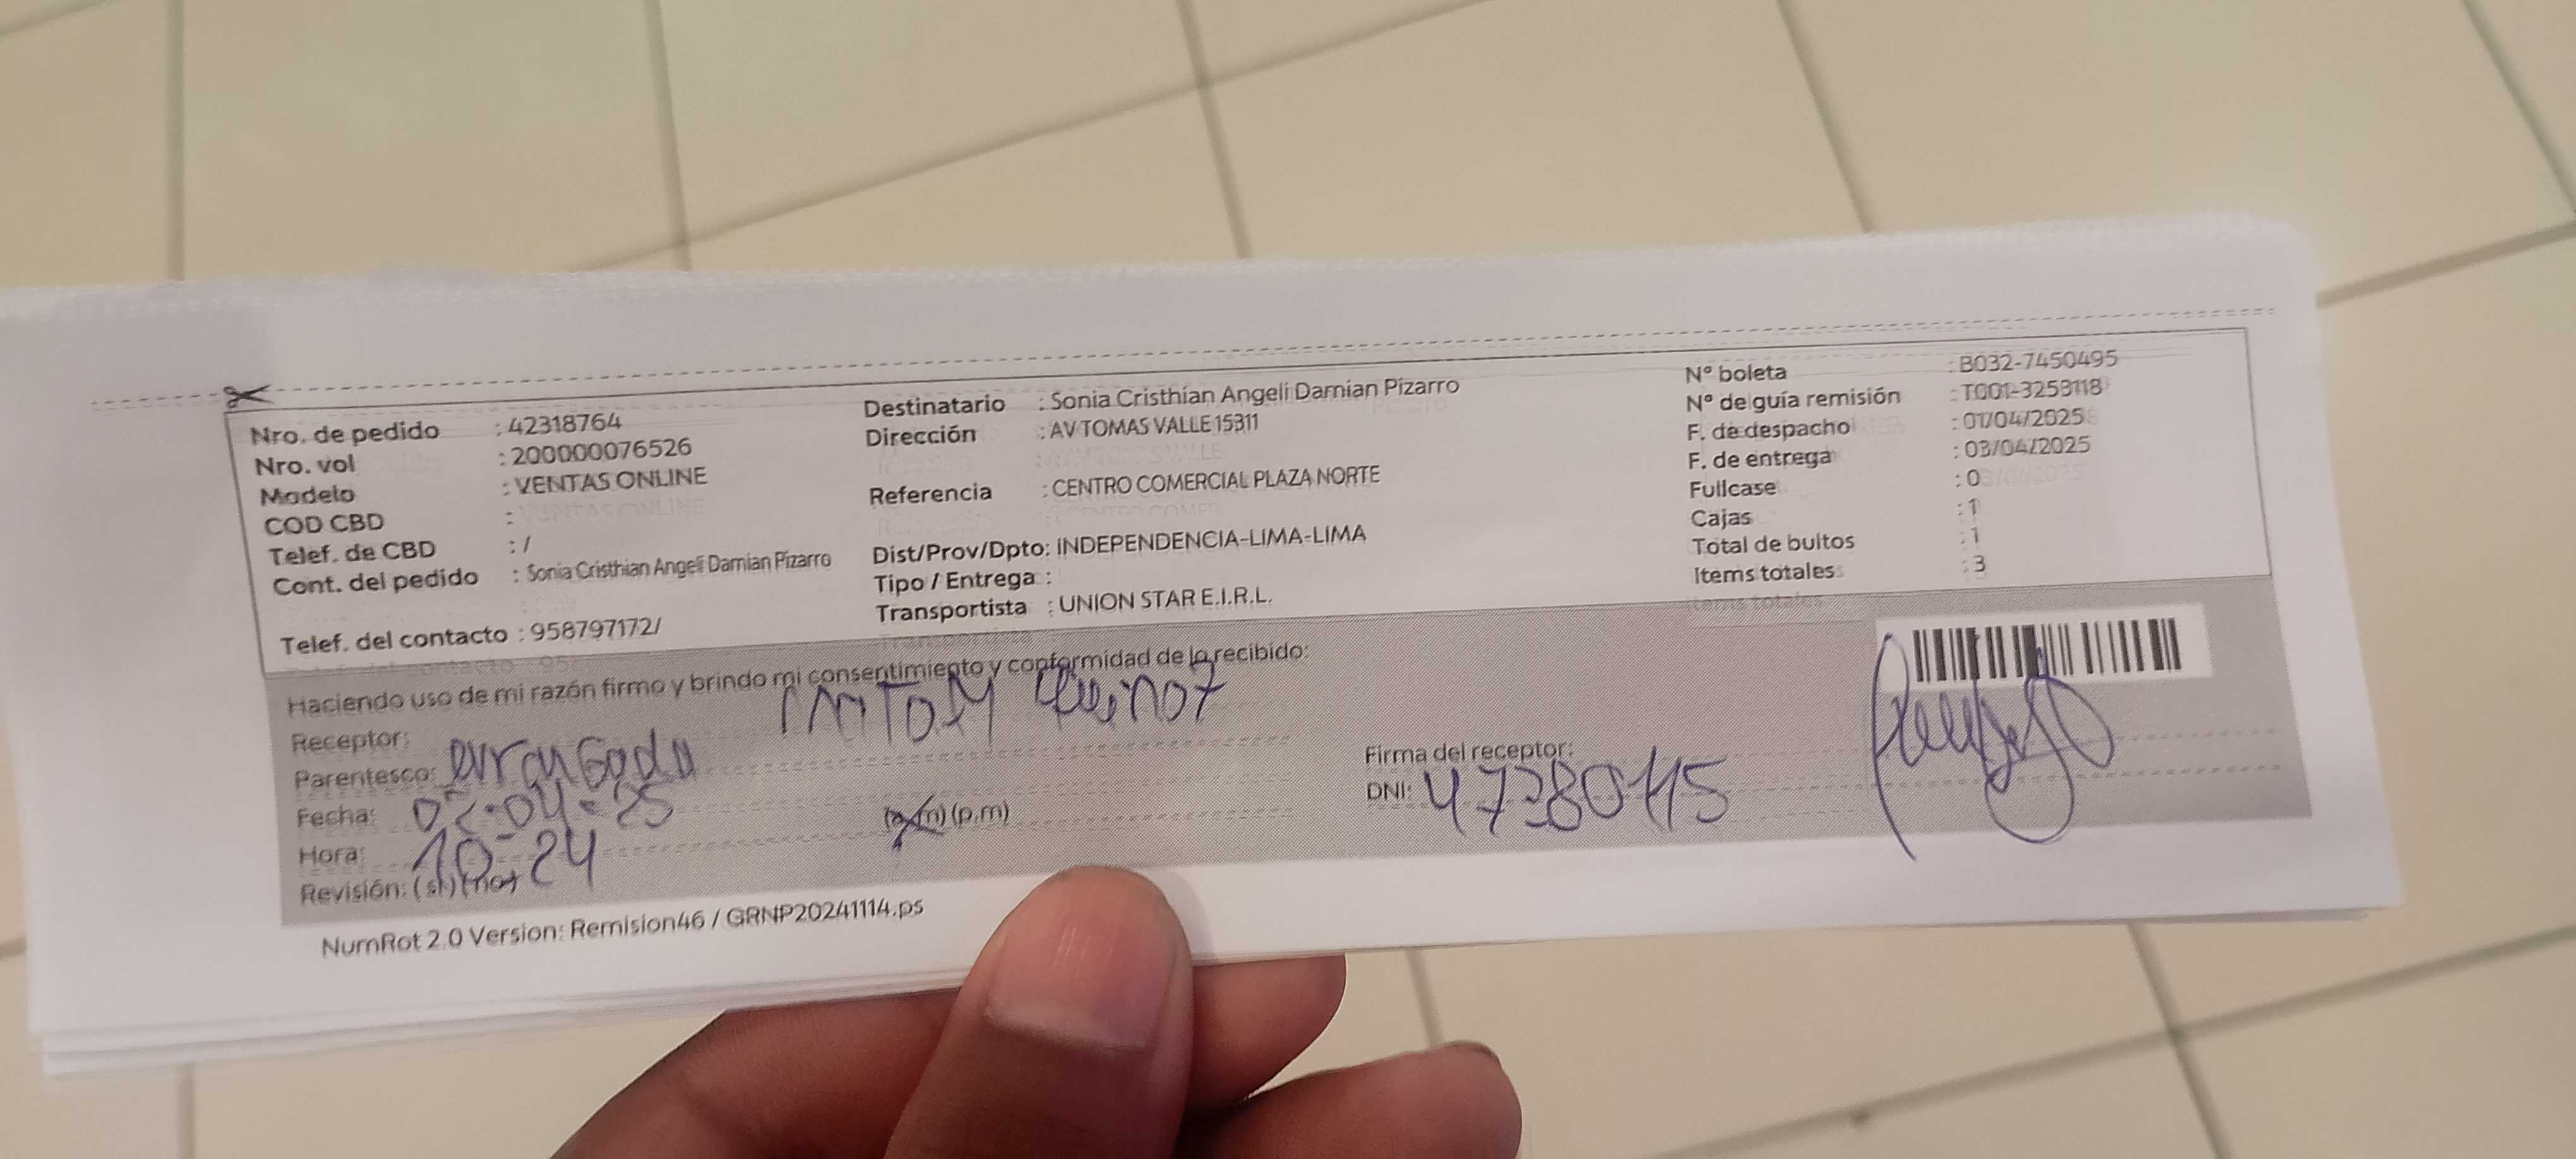 Nro. de pedido : 42318764
Nro. vol : 200000076526
Modelo : VENTAS ONLINE
COD CBD :
Telef. de CBD : /
Cont. del pedido : Sonia Cristhian Angeli Damian Pizarro
Telef. del contacto : 958797172/
Destinatario : Sonia Cristhian Angeli Damian Pizarro
Dirección : AV TOMAS VALLE 15311
Referencia : CENTRO COMERCIAL PLAZA NORTE
Dist/Prov/Dpto: INDEPENDENCIA-LIMA-LIMA
Tipo / Entrega :
Transportista : UNION STAR E.I.R.L.
N° boleta : B032-7450495
N° de guía remisión : T001-3253118
F. de despacho : 01/04/2025
F. de entrega : 03/04/2025
Fullcase : 0
Cajas : 1
Total de bultos : 1
Items totales : 3
Haciendo uso de mi razón firmo y brindo mi consentimiento y conformidad de lo recibido:
Receptor:
Parentesco:
Fecha: 02-04-25
Hora: 10-24 (a.m) (p.m)
Revisión: (si) (no)
Firma del receptor:
DNI:
NumRot 2.0 Version: Remision46 / GRNP20241114.ps